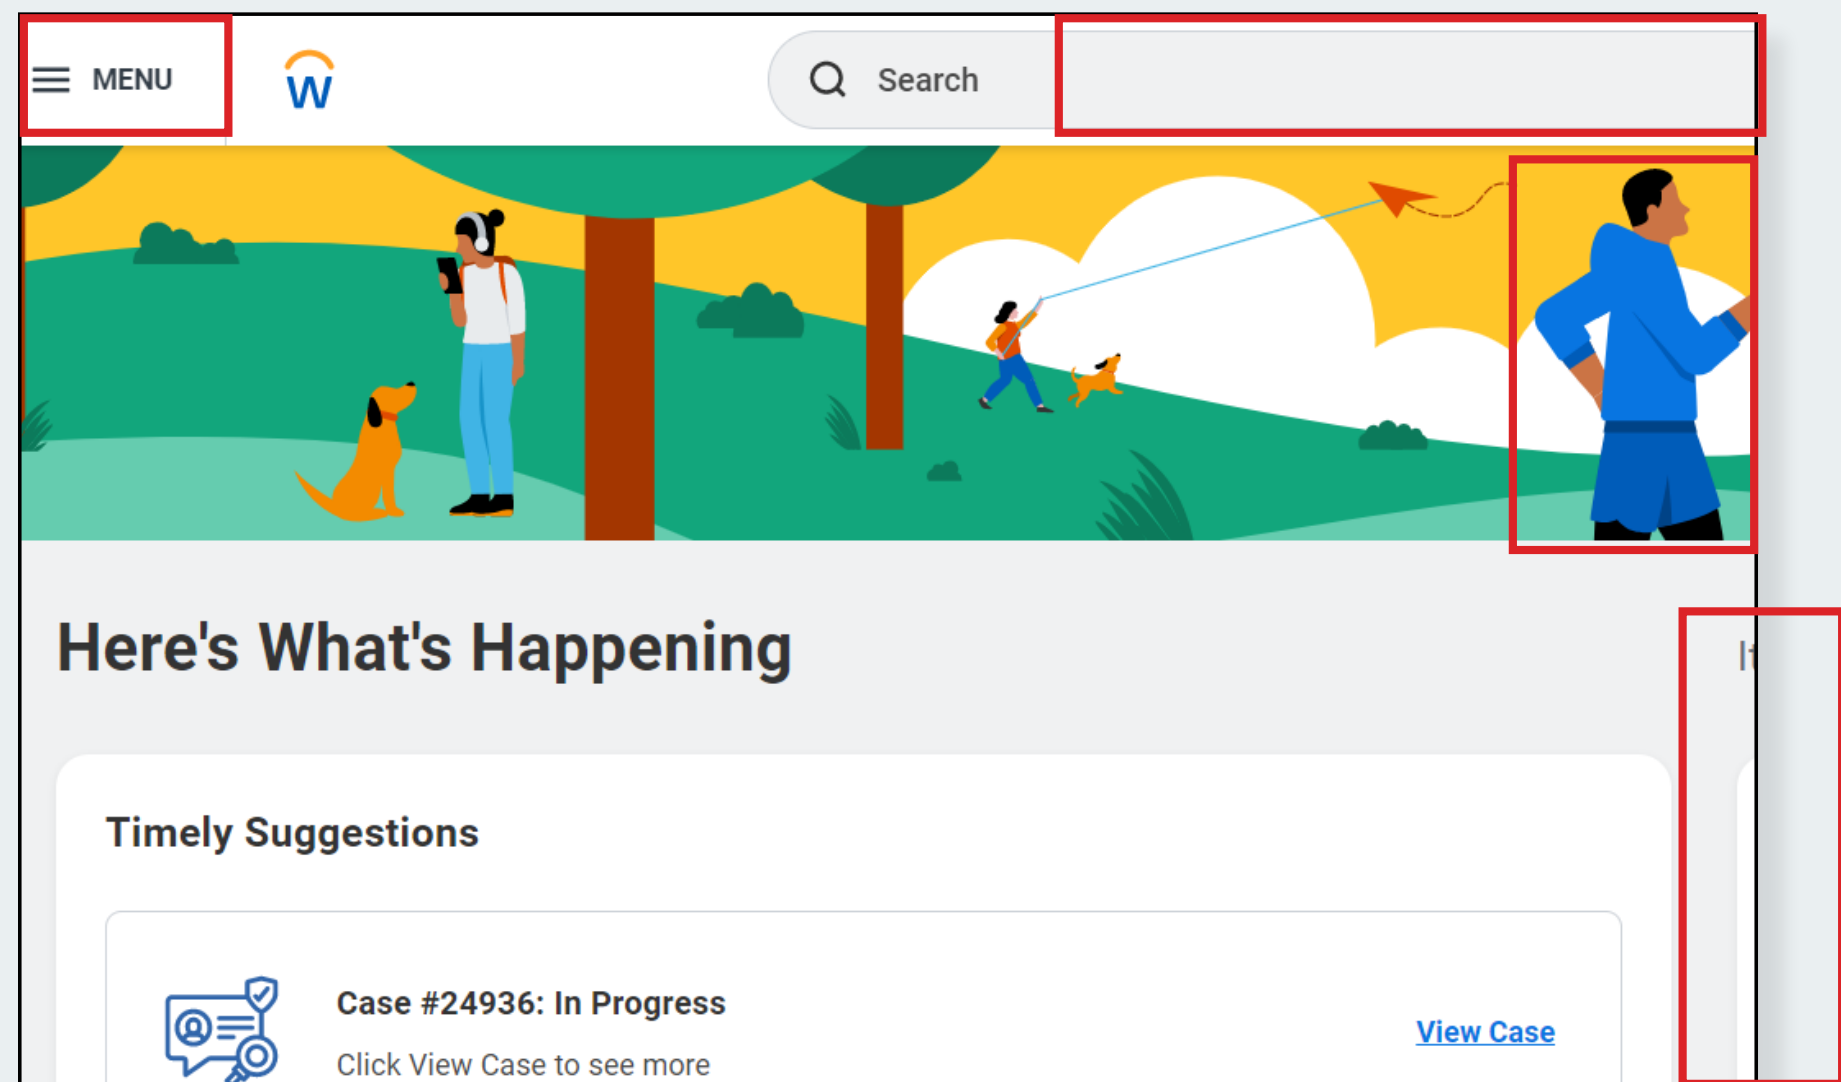 MENU
W
Search
Here's What's Happening
It
Timely Suggestions
Case #24936: In Progress
View Case
Click View Case to see more